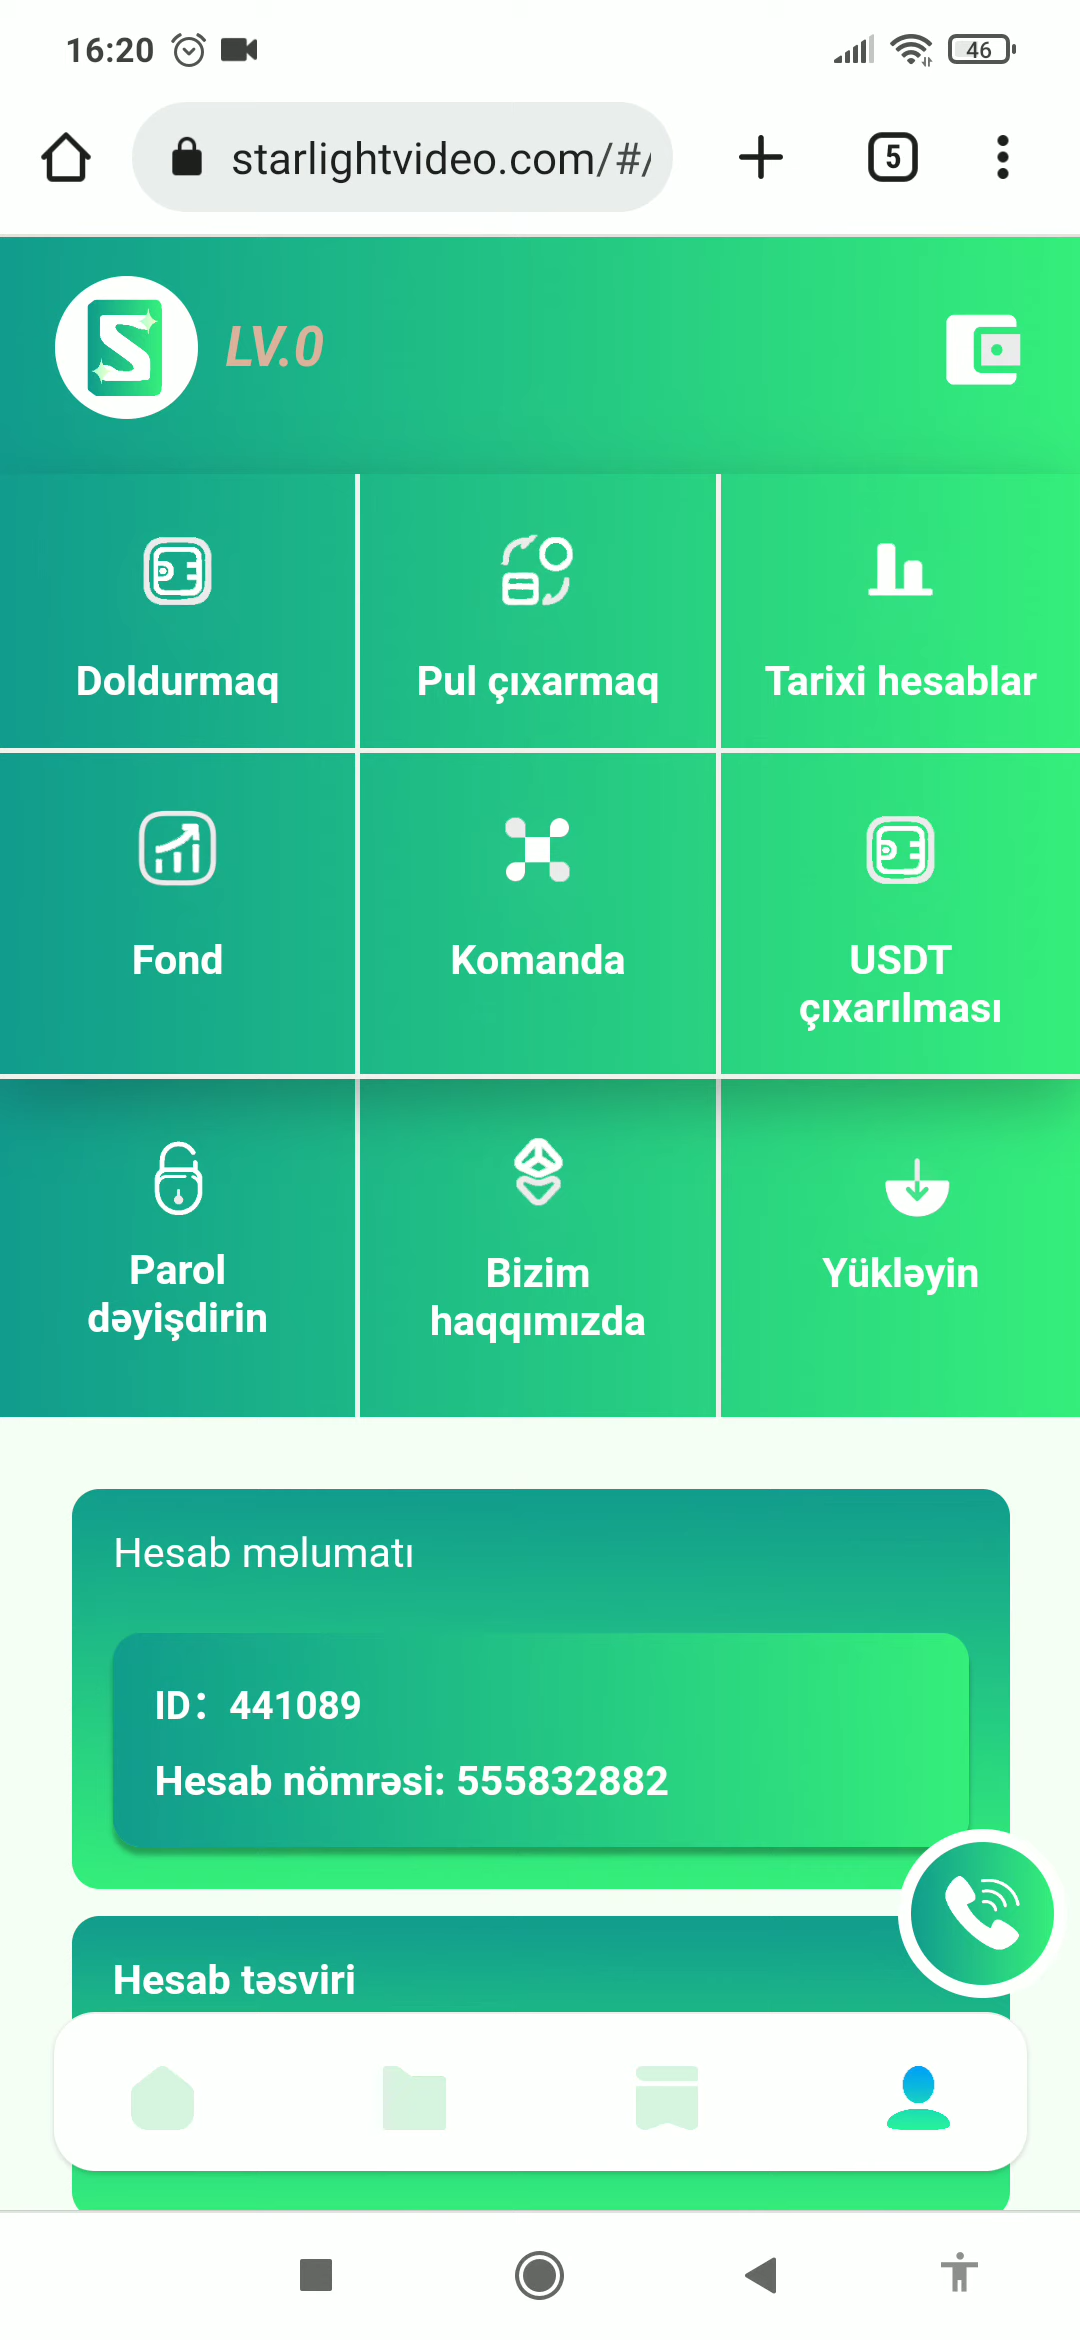 16:20
46
starlightvideo.com/#/
5
LV.0
Doldurmaq
Pul çıxarmaq
Tarixi hesablar
Fond
Komanda
USDT
çıxarılması
Parol
dəyişdirin
Bizim
haqqımızda
Yükləyin
Hesab məlumatı
ID: 441089
Hesab nömrəsi: 555832882
Hesab təsviri